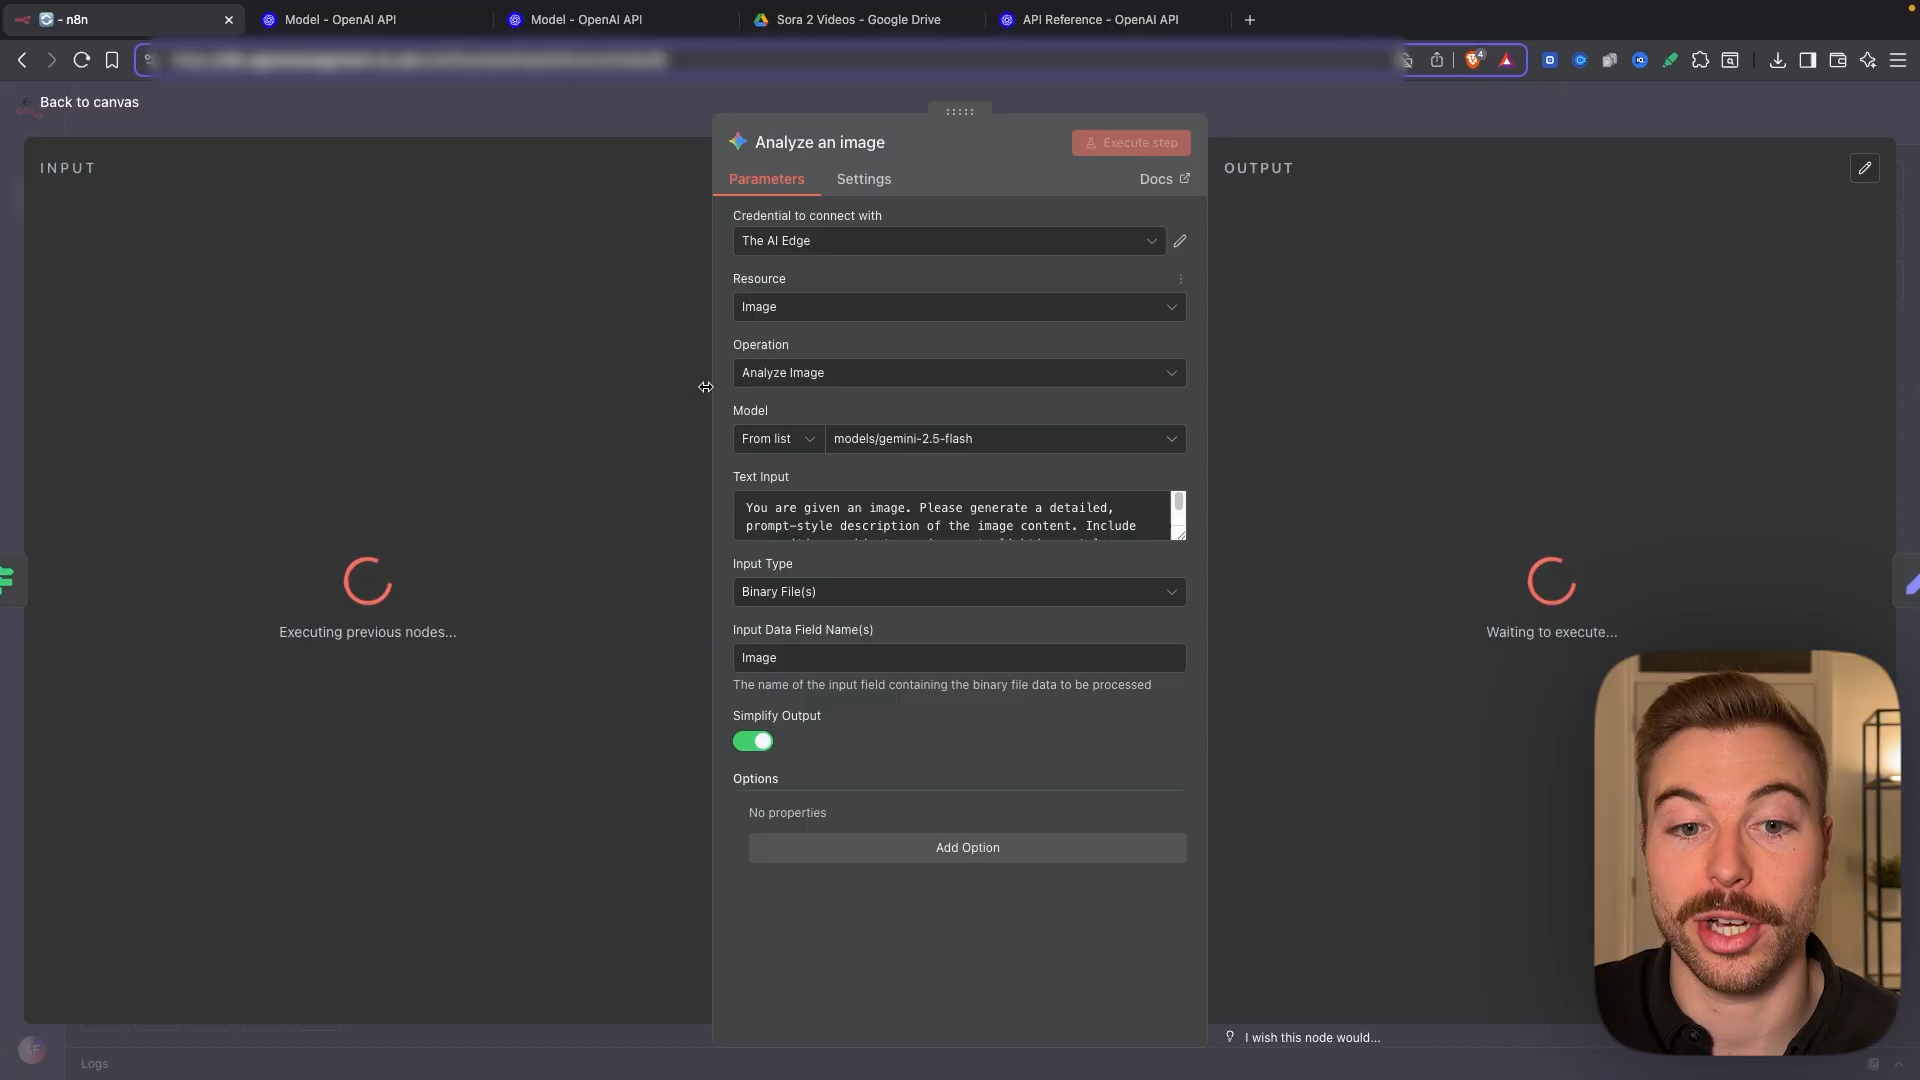 - n8n
Model - OpenAI API
Model - OpenAI API
Sora 2 Videos - Google Drive
API Reference - OpenAI API
4
Back to canvas
Analyze an image
Execute step
INPUT
OUTPUT
Parameters
Settings
Docs
Credential to connect with
The AI Edge
Resource
Image
Operation
Analyze Image
Model
From list
models/gemini-2.5-flash
Text Input
You are given an image. Please generate a detailed,
prompt-style description of the image content. Include
Input Type
Binary File(s)
Executing previous nodes...
Waiting to execute...
Input Data Field Name(s)
Image
The name of the input field containing the binary file data to be processed
Simplify Output
Options
No properties
Add Option
I wish this node would...
AF
Logs